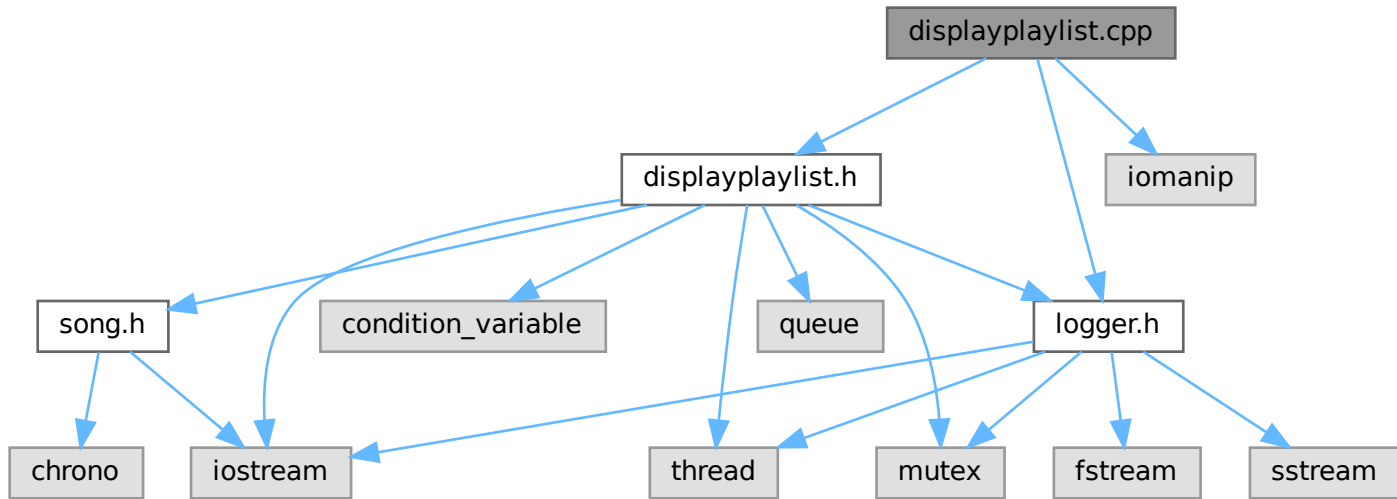 displayplaylist.cpp
displayplaylist.h
iomanip
song.h
condition_variable
queue
logger.h
chrono
iostream
thread
mutex
fstream
sstream